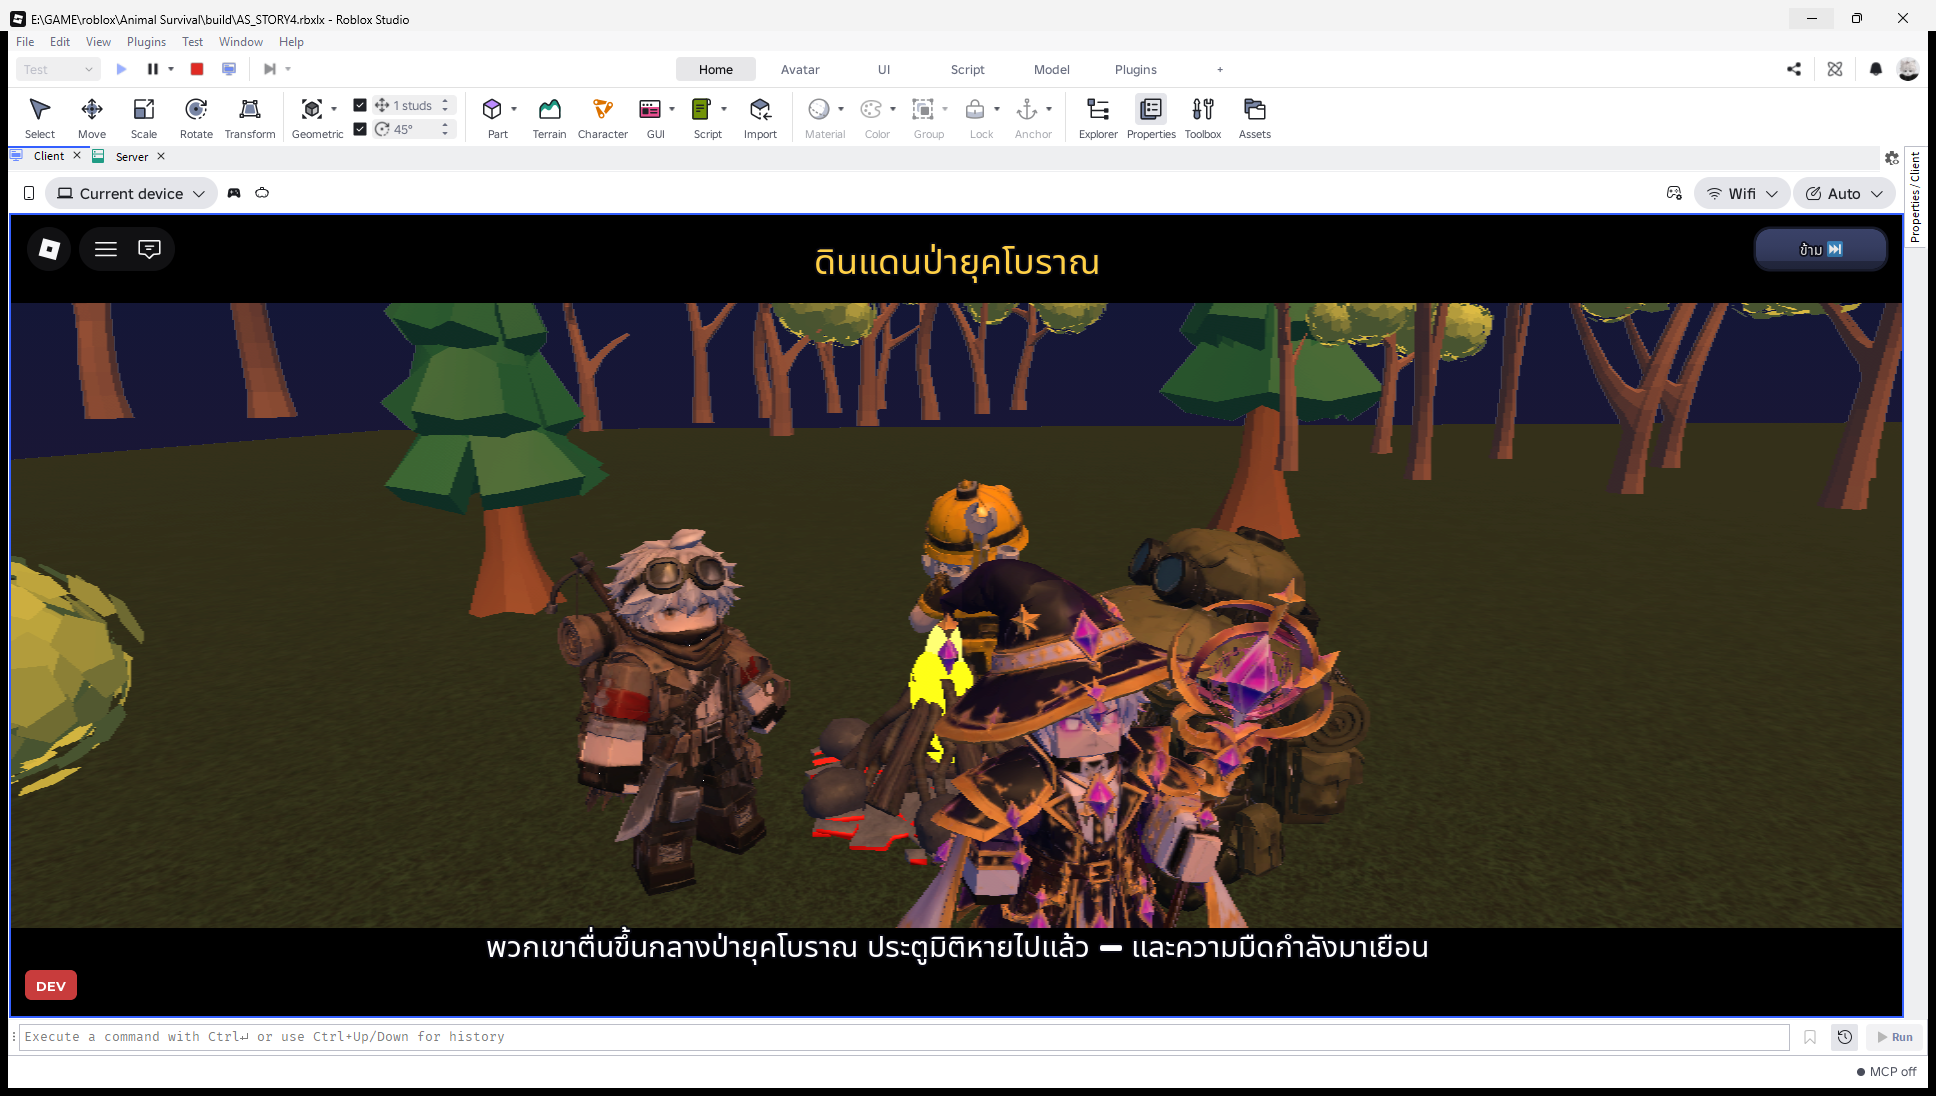 E:\GAME\roblox\Animal Survival\build\AS_STORY4.rbxlx - Roblox Studio
File Edit View Plugins Test Window Help
Test
Home Avatar UI Script Model Plugins +
1 studs
45°
Select Move Scale Rotate Transform Geometric Part Terrain Character GUI Script Import Material Color Group Lock Anchor Explorer Properties Toolbox Assets
Client Server
Properties / Client
Current device
Wifi Auto
ดินแดนป่ายุคโบราณ
ข้าม ⏭
พวกเขาตื่นขึ้นกลางป่ายุคโบราณ ประตูมิติหายไปแล้ว — และความมืดกำลังมาเยือน
DEV
Execute a command with Ctrl↵ or use Ctrl+Up/Down for history
Run
MCP off